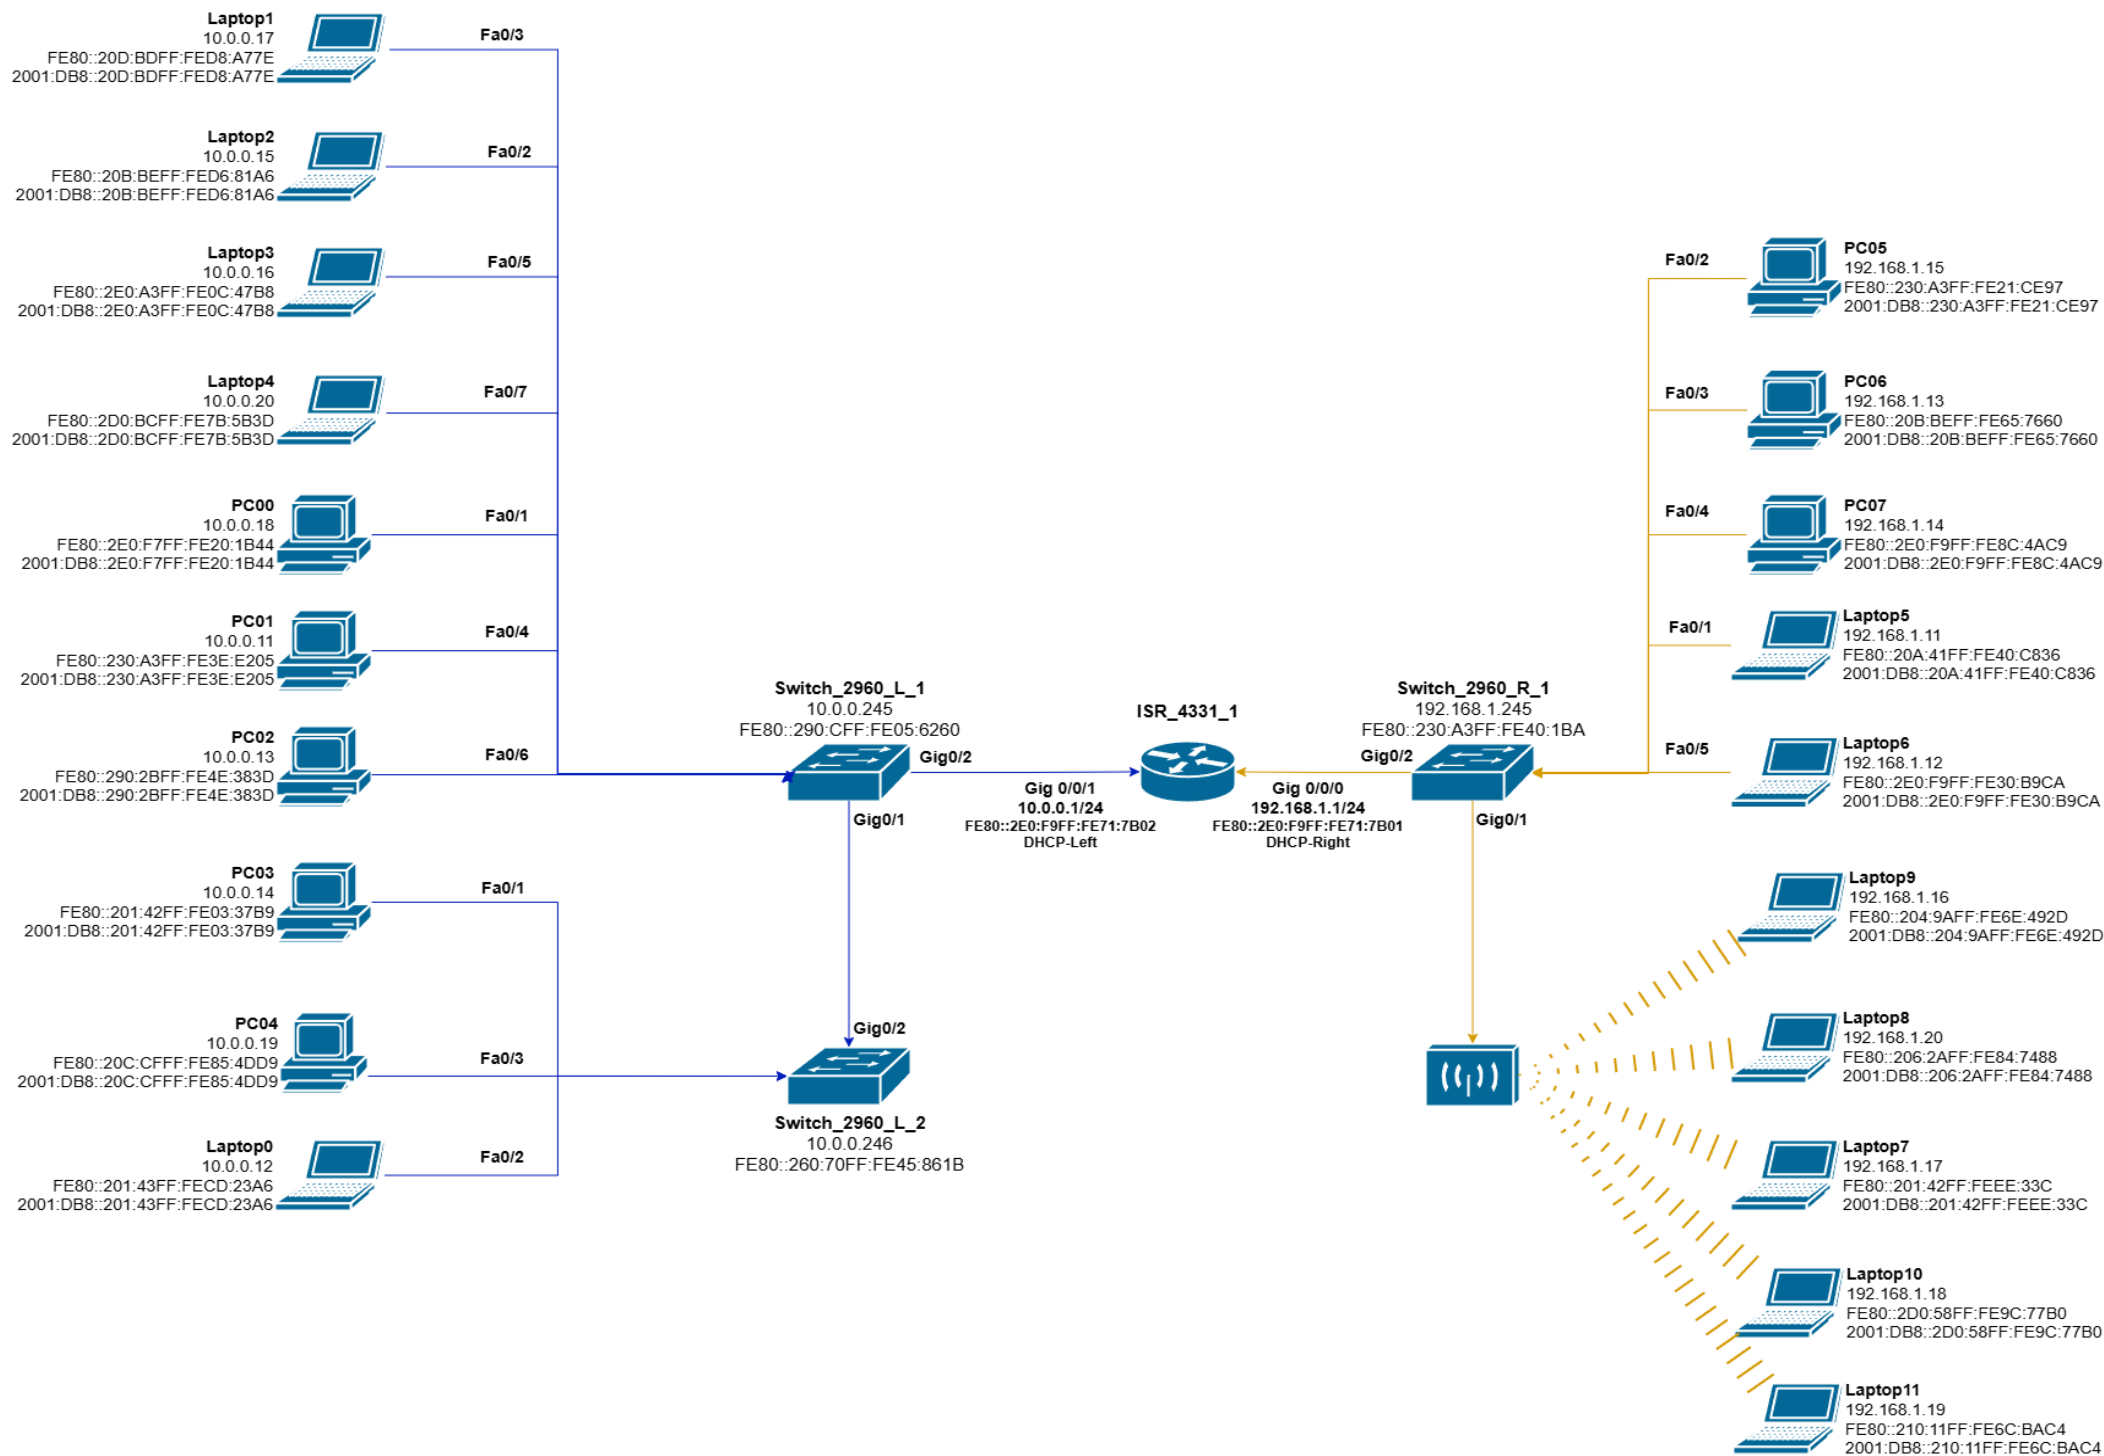 Laptop1
10.0.0.17
FE80::20D:BDFF:FED8:A77E
2001:DB8::20D:BDFF:FED8:A77E
Fa0/3
Laptop2
10.0.0.15
FE80::20B:BEFF:FED6:81A6
2001:DB8::20B:BEFF:FED6:81A6
Fa0/2
Laptop3
10.0.0.16
FE80::2E0:A3FF:FE0C:47B8
2001:DB8::2E0:A3FF:FE0C:47B8
Fa0/5
Laptop4
10.0.0.20
FE80::2D0:BCFF:FE7B:5B3D
2001:DB8::2D0:BCFF:FE7B:5B3D
Fa0/7
PC00
10.0.0.18
FE80::2E0:F7FF:FE20:1B44
2001:DB8::2E0:F7FF:FE20:1B44
Fa0/1
PC01
10.0.0.11
FE80::230:A3FF:FE3E:E205
2001:DB8::230:A3FF:FE3E:E205
Fa0/4
PC02
10.0.0.13
FE80::290:2BFF:FE4E:383D
2001:DB8::290:2BFF:FE4E:383D
Fa0/6
PC03
10.0.0.14
FE80::201:42FF:FE03:37B9
2001:DB8::201:42FF:FE03:37B9
Fa0/1
PC04
10.0.0.19
FE80::20C:CFFF:FE85:4DD9
2001:DB8::20C:CFFF:FE85:4DD9
Fa0/3
Laptop0
10.0.0.12
FE80::201:43FF:FECD:23A6
2001:DB8::201:43FF:FECD:23A6
Fa0/2
Switch_2960_L_1
10.0.0.245
FE80::290:CFF:FE05:6260
Gig0/2
Gig0/1
Gig0/2
Switch_2960_L_2
10.0.0.246
FE80::260:70FF:FE45:861B
ISR_4331_1
Gig 0/0/1
10.0.0.1/24
FE80::2E0:F9FF:FE71:7B02
DHCP-Left
Gig 0/0/0
192.168.1.1/24
FE80::2E0:F9FF:FE71:7B01
DHCP-Right
Switch_2960_R_1
192.168.1.245
FE80::230:A3FF:FE40:1BA
Gig0/2
Gig0/1
Fa0/2
PC05
192.168.1.15
FE80::230:A3FF:FE21:CE97
2001:DB8::230:A3FF:FE21:CE97
Fa0/3
PC06
192.168.1.13
FE80::20B:BEFF:FE65:7660
2001:DB8::20B:BEFF:FE65:7660
Fa0/4
PC07
192.168.1.14
FE80::2E0:F9FF:FE8C:4AC9
2001:DB8::2E0:F9FF:FE8C:4AC9
Fa0/1
Laptop5
192.168.1.11
FE80::20A:41FF:FE40:C836
2001:DB8::20A:41FF:FE40:C836
Fa0/5
Laptop6
192.168.1.12
FE80::2E0:F9FF:FE30:B9CA
2001:DB8::2E0:F9FF:FE30:B9CA
Laptop9
192.168.1.16
FE80::204:9AFF:FE6E:492D
2001:DB8::204:9AFF:FE6E:492D
Laptop8
192.168.1.20
FE80::206:2AFF:FE84:7488
2001:DB8::206:2AFF:FE84:7488
Laptop7
192.168.1.17
FE80::201:42FF:FEEE:33C
2001:DB8::201:42FF:FEEE:33C
Laptop10
192.168.1.18
FE80::2D0:58FF:FE9C:77B0
2001:DB8::2D0:58FF:FE9C:77B0
Laptop11
192.168.1.19
FE80::210:11FF:FE6C:BAC4
2001:DB8::210:11FF:FE6C:BAC4